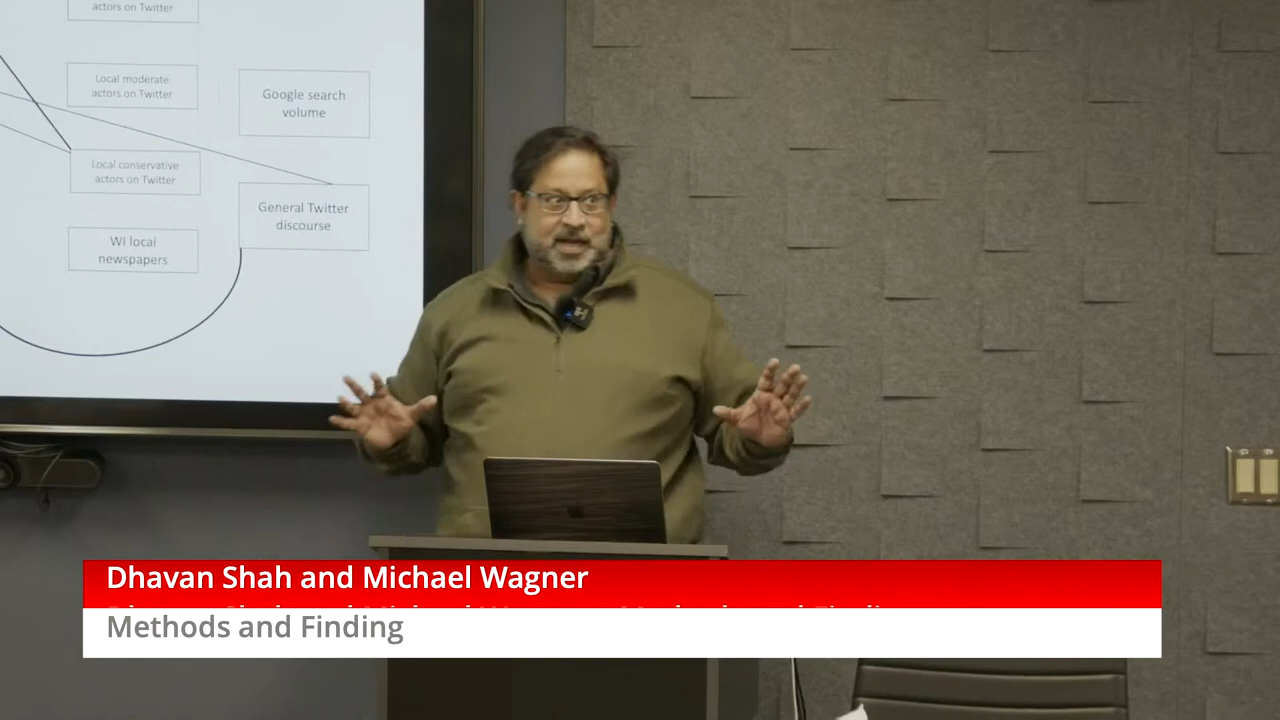 actors on Twitter
Local moderate
actors on Twitter
Google search
volume
Local conservative
actors on Twitter
General Twitter
discourse
WI local
newspapers
Dhavan Shah and Michael Wagner
Methods and Finding